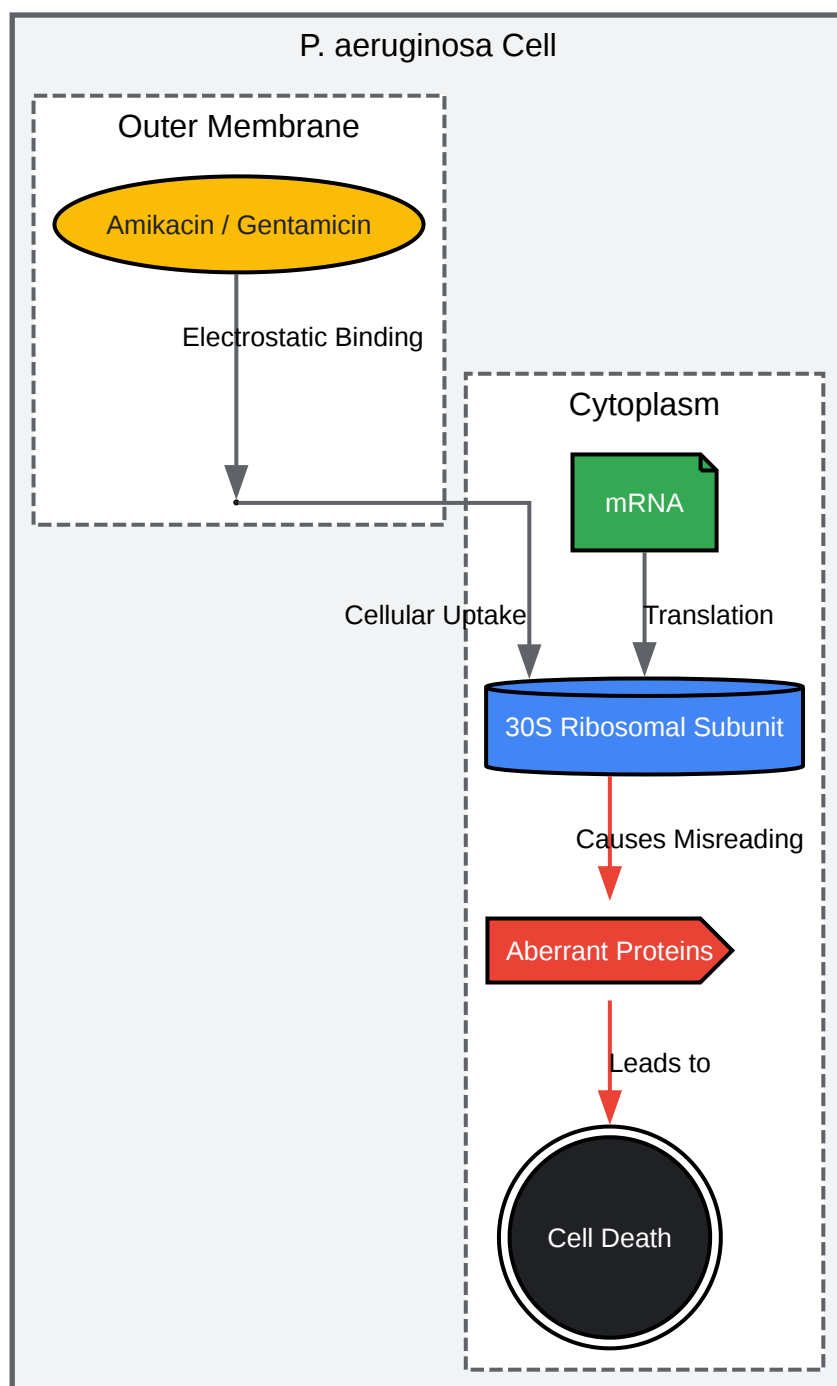 P. aeruginosa Cell
Outer Membrane
Amikacin / Gentamicin
Electrostatic Binding
Cytoplasm
mRNA
Cellular Uptake
Translation
30S Ribosomal Subunit
Causes Misreading
Aberrant Proteins
Leads to
Cell Death